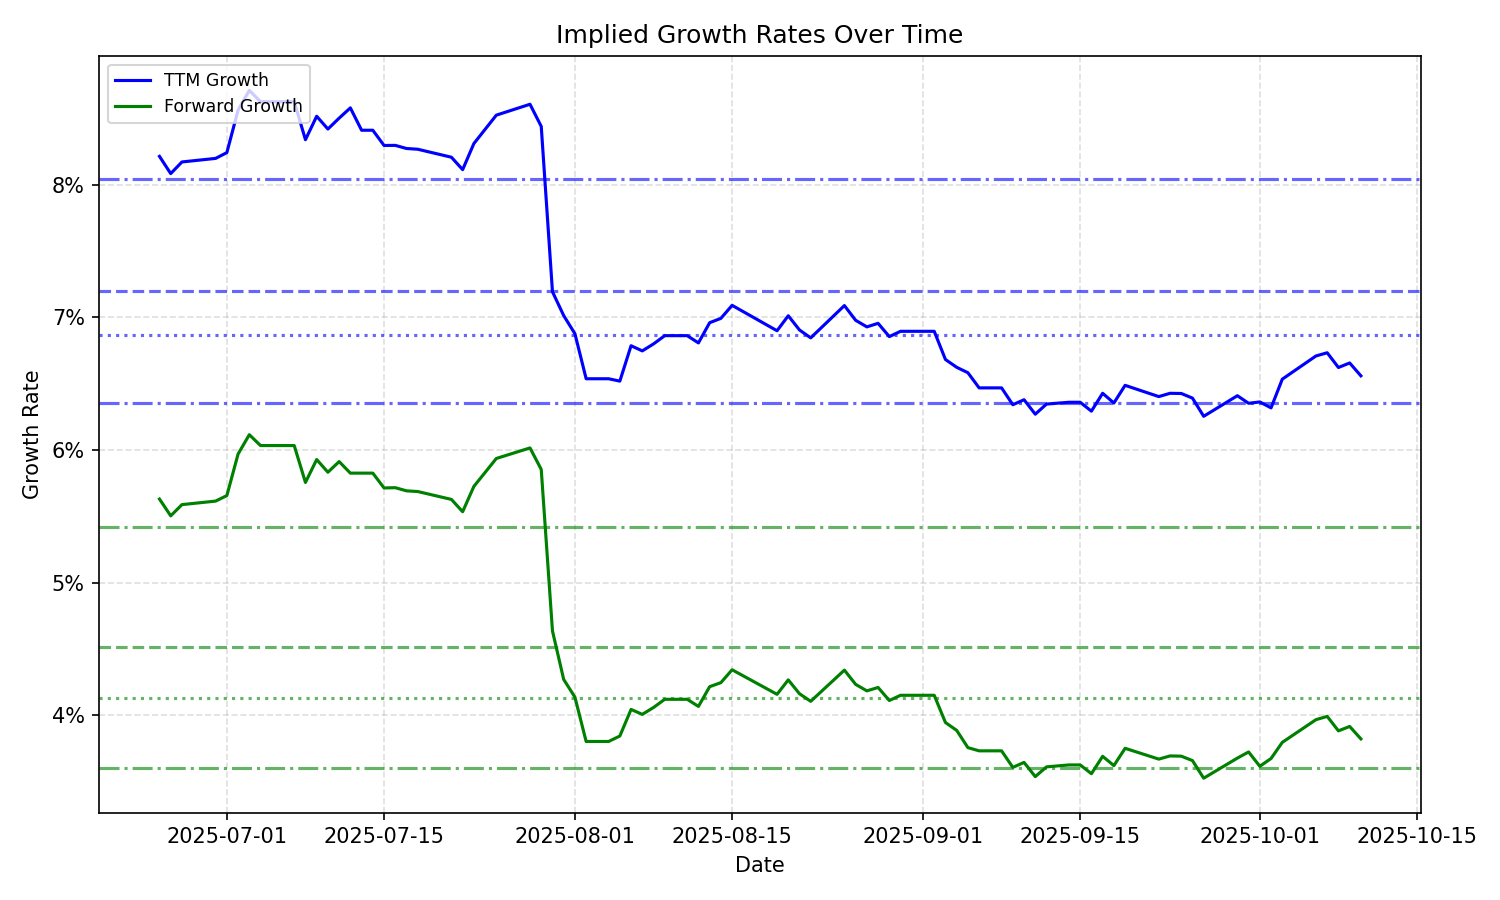 Implied Growth Rates Over Time
TTM Growth
Forward Growth
8%
7%
6%
5%
4%
Growth Rate
2025-07-01
2025-07-15
2025-08-01
2025-08-15
2025-09-01
2025-09-15
2025-10-01
2025-10-15
Date